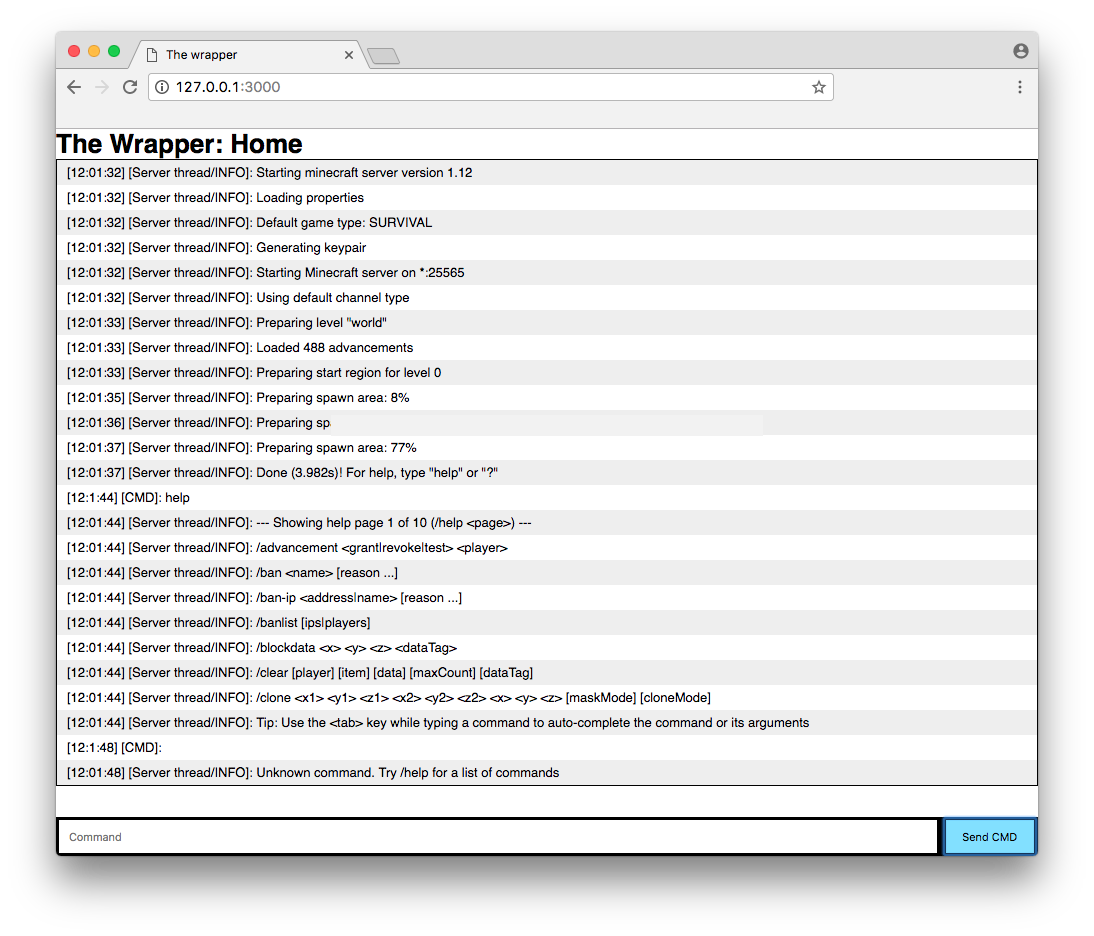 The wrapper
127.0.0.1:3000
The Wrapper: Home
[12:01:32] [Server thread/INFO]: Starting minecraft server version 1.12
[12:01:32] [Server thread/INFO]: Loading properties
[12:01:32] [Server thread/INFO]: Default game type: SURVIVAL
[12:01:32] [Server thread/INFO]: Generating keypair
[12:01:32] [Server thread/INFO]: Starting Minecraft server on *:25565
[12:01:32] [Server thread/INFO]: Using default channel type
[12:01:33] [Server thread/INFO]: Preparing level "world"
[12:01:33] [Server thread/INFO]: Loaded 488 advancements
[12:01:33] [Server thread/INFO]: Preparing start region for level 0
[12:01:35] [Server thread/INFO]: Preparing spawn area: 8%
[12:01:36] [Server thread/INFO]: Preparing
[12:01:37] [Server thread/INFO]: Preparing spawn area: 77%
[12:01:37] [Server thread/INFO]: Done (3.982s)! For help, type "help" or "?"
[12:1:44] [CMD]: help
[12:01:44] [Server thread/INFO]: --- Showing help page 1 of 10 (/help <page>) ---
[12:01:44] [Server thread/INFO]: /advancement <grant|revoke|test> <player>
[12:01:44] [Server thread/INFO]: /ban <name> [reason ...]
[12:01:44] [Server thread/INFO]: /ban-ip <address|name> [reason ...]
[12:01:44] [Server thread/INFO]: /banlist [ips|players]
[12:01:44] [Server thread/INFO]: /blockdata <x> <y> <z> <dataTag>
[12:01:44] [Server thread/INFO]: /clear [player] [item] [data] [maxCount] [dataTag]
[12:01:44] [Server thread/INFO]: /clone <x1> <y1> <z1> <x2> <y2> <z2> <x> <y> <z> [maskMode] [cloneMode]
[12:01:44] [Server thread/INFO]: Tip: Use the <tab> key while typing a command to auto-complete the command or its arguments
[12:1:48] [CMD]:
[12:01:48] [Server thread/INFO]: Unknown command. Try /help for a list of commands
Command
Send CMD